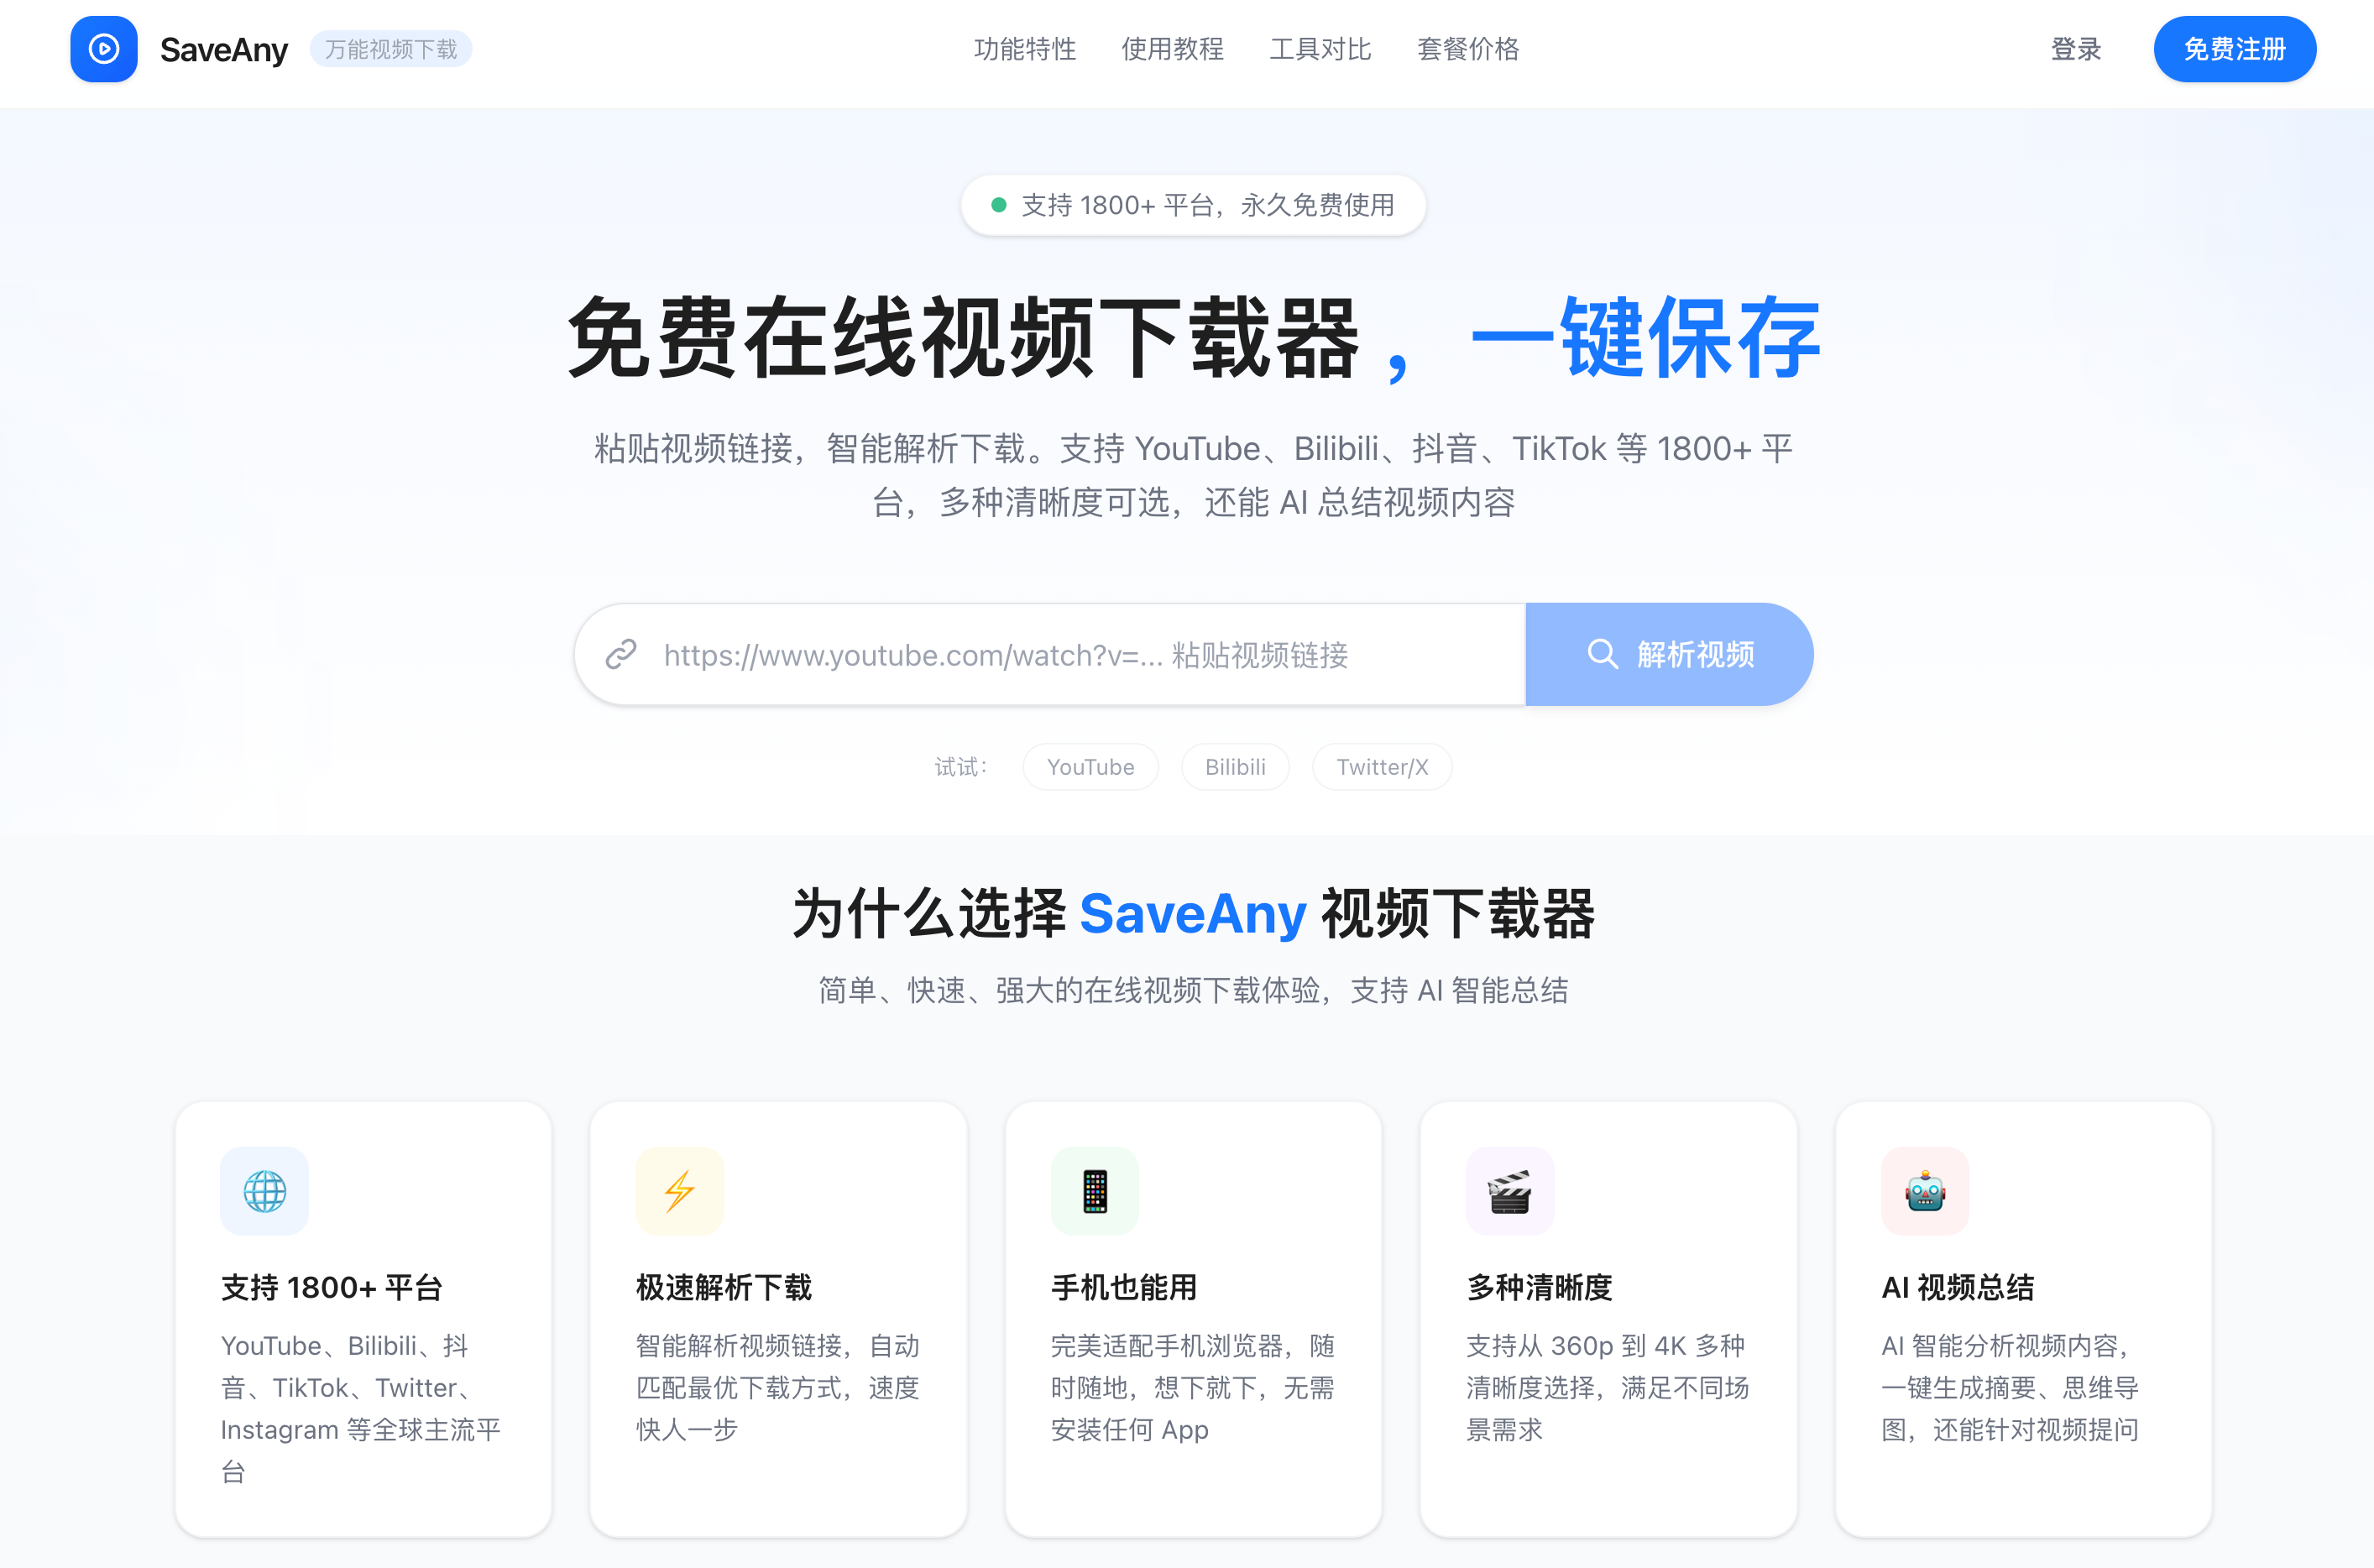 SaveAny 万能视频下载 功能特性 使用教程 工具对比 套餐价格 登录 免费注册
支持 1800+ 平台，永久免费使用
免费在线视频下载器，一键保存
粘贴视频链接，智能解析下载。支持 YouTube、Bilibili、抖音、TikTok 等 1800+ 平
台，多种清晰度可选，还能 AI 总结视频内容
https://www.youtube.com/watch?v=... 粘贴视频链接 解析视频
试试： YouTube Bilibili Twitter/X
为什么选择 SaveAny 视频下载器
简单、快速、强大的在线视频下载体验，支持 AI 智能总结
支持 1800+ 平台
YouTube、Bilibili、抖
音、TikTok、Twitter、
Instagram 等全球主流平
台
极速解析下载
智能解析视频链接，自动
匹配最优下载方式，速度
快人一步
手机也能用
完美适配手机浏览器，随
时随地，想下就下，无需
安装任何 App
多种清晰度
支持从 360p 到 4K 多种
清晰度选择，满足不同场
景需求
AI 视频总结
AI 智能分析视频内容，
一键生成摘要、思维导
图，还能针对视频提问